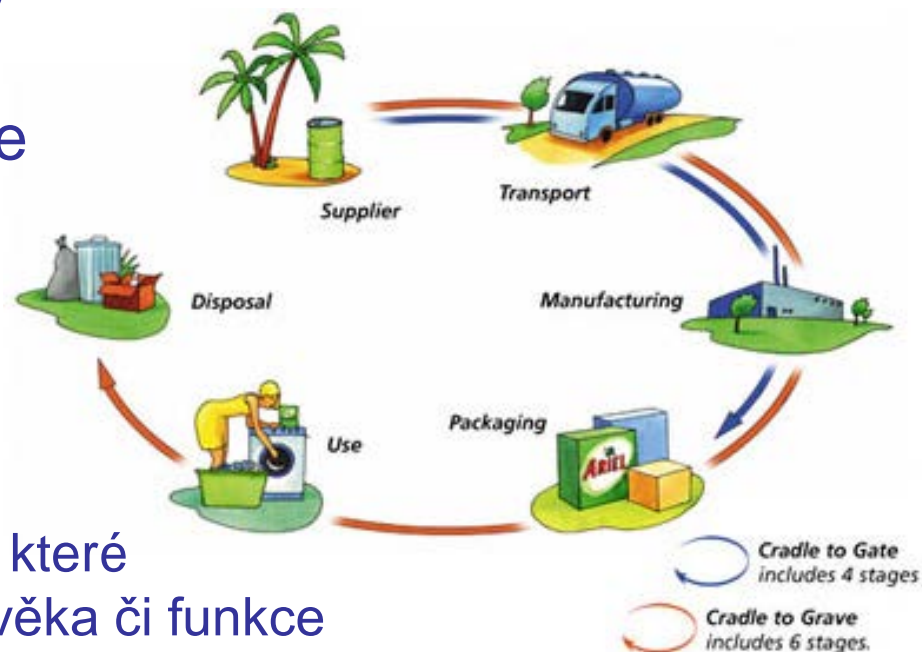 e
Supplier
Transport
Disposal
Manufacturing
Use
Packaging
ARIEL
které
věka či funkce
Cradle to Gate
includes 4 stages
Cradle to Grave
includes 6 stages.